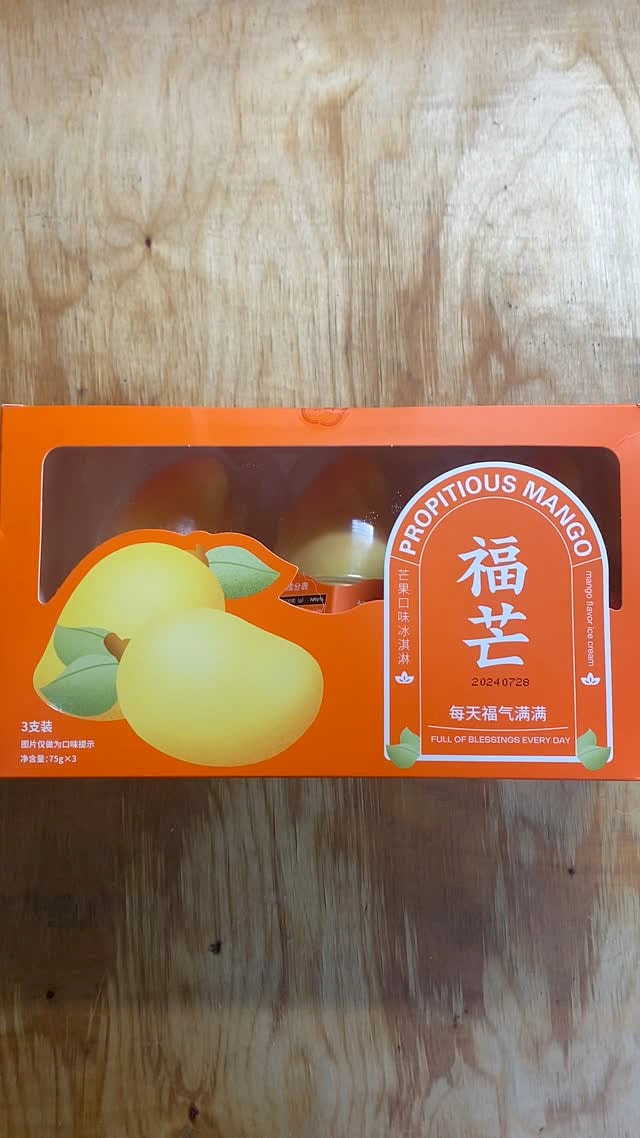 PROPITIOUS MANGO
福芒
芒果口味冰淇淋
mango flavor ice cream
20240728
每天福气满满
FULL OF BLESSINGS EVERY DAY
3支装
图片仅做为口味提示
净含量:75g×3
分表